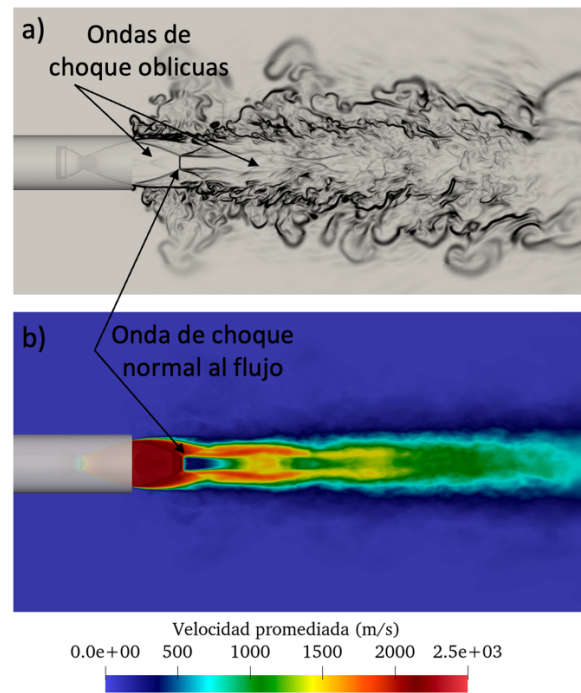 a)
Ondas de
choque oblicuas
b)
Onda de choque
normal al flujo
Velocidad promediada (m/s)
0.0e+00 500 1000 1500 2000 2.5e+03